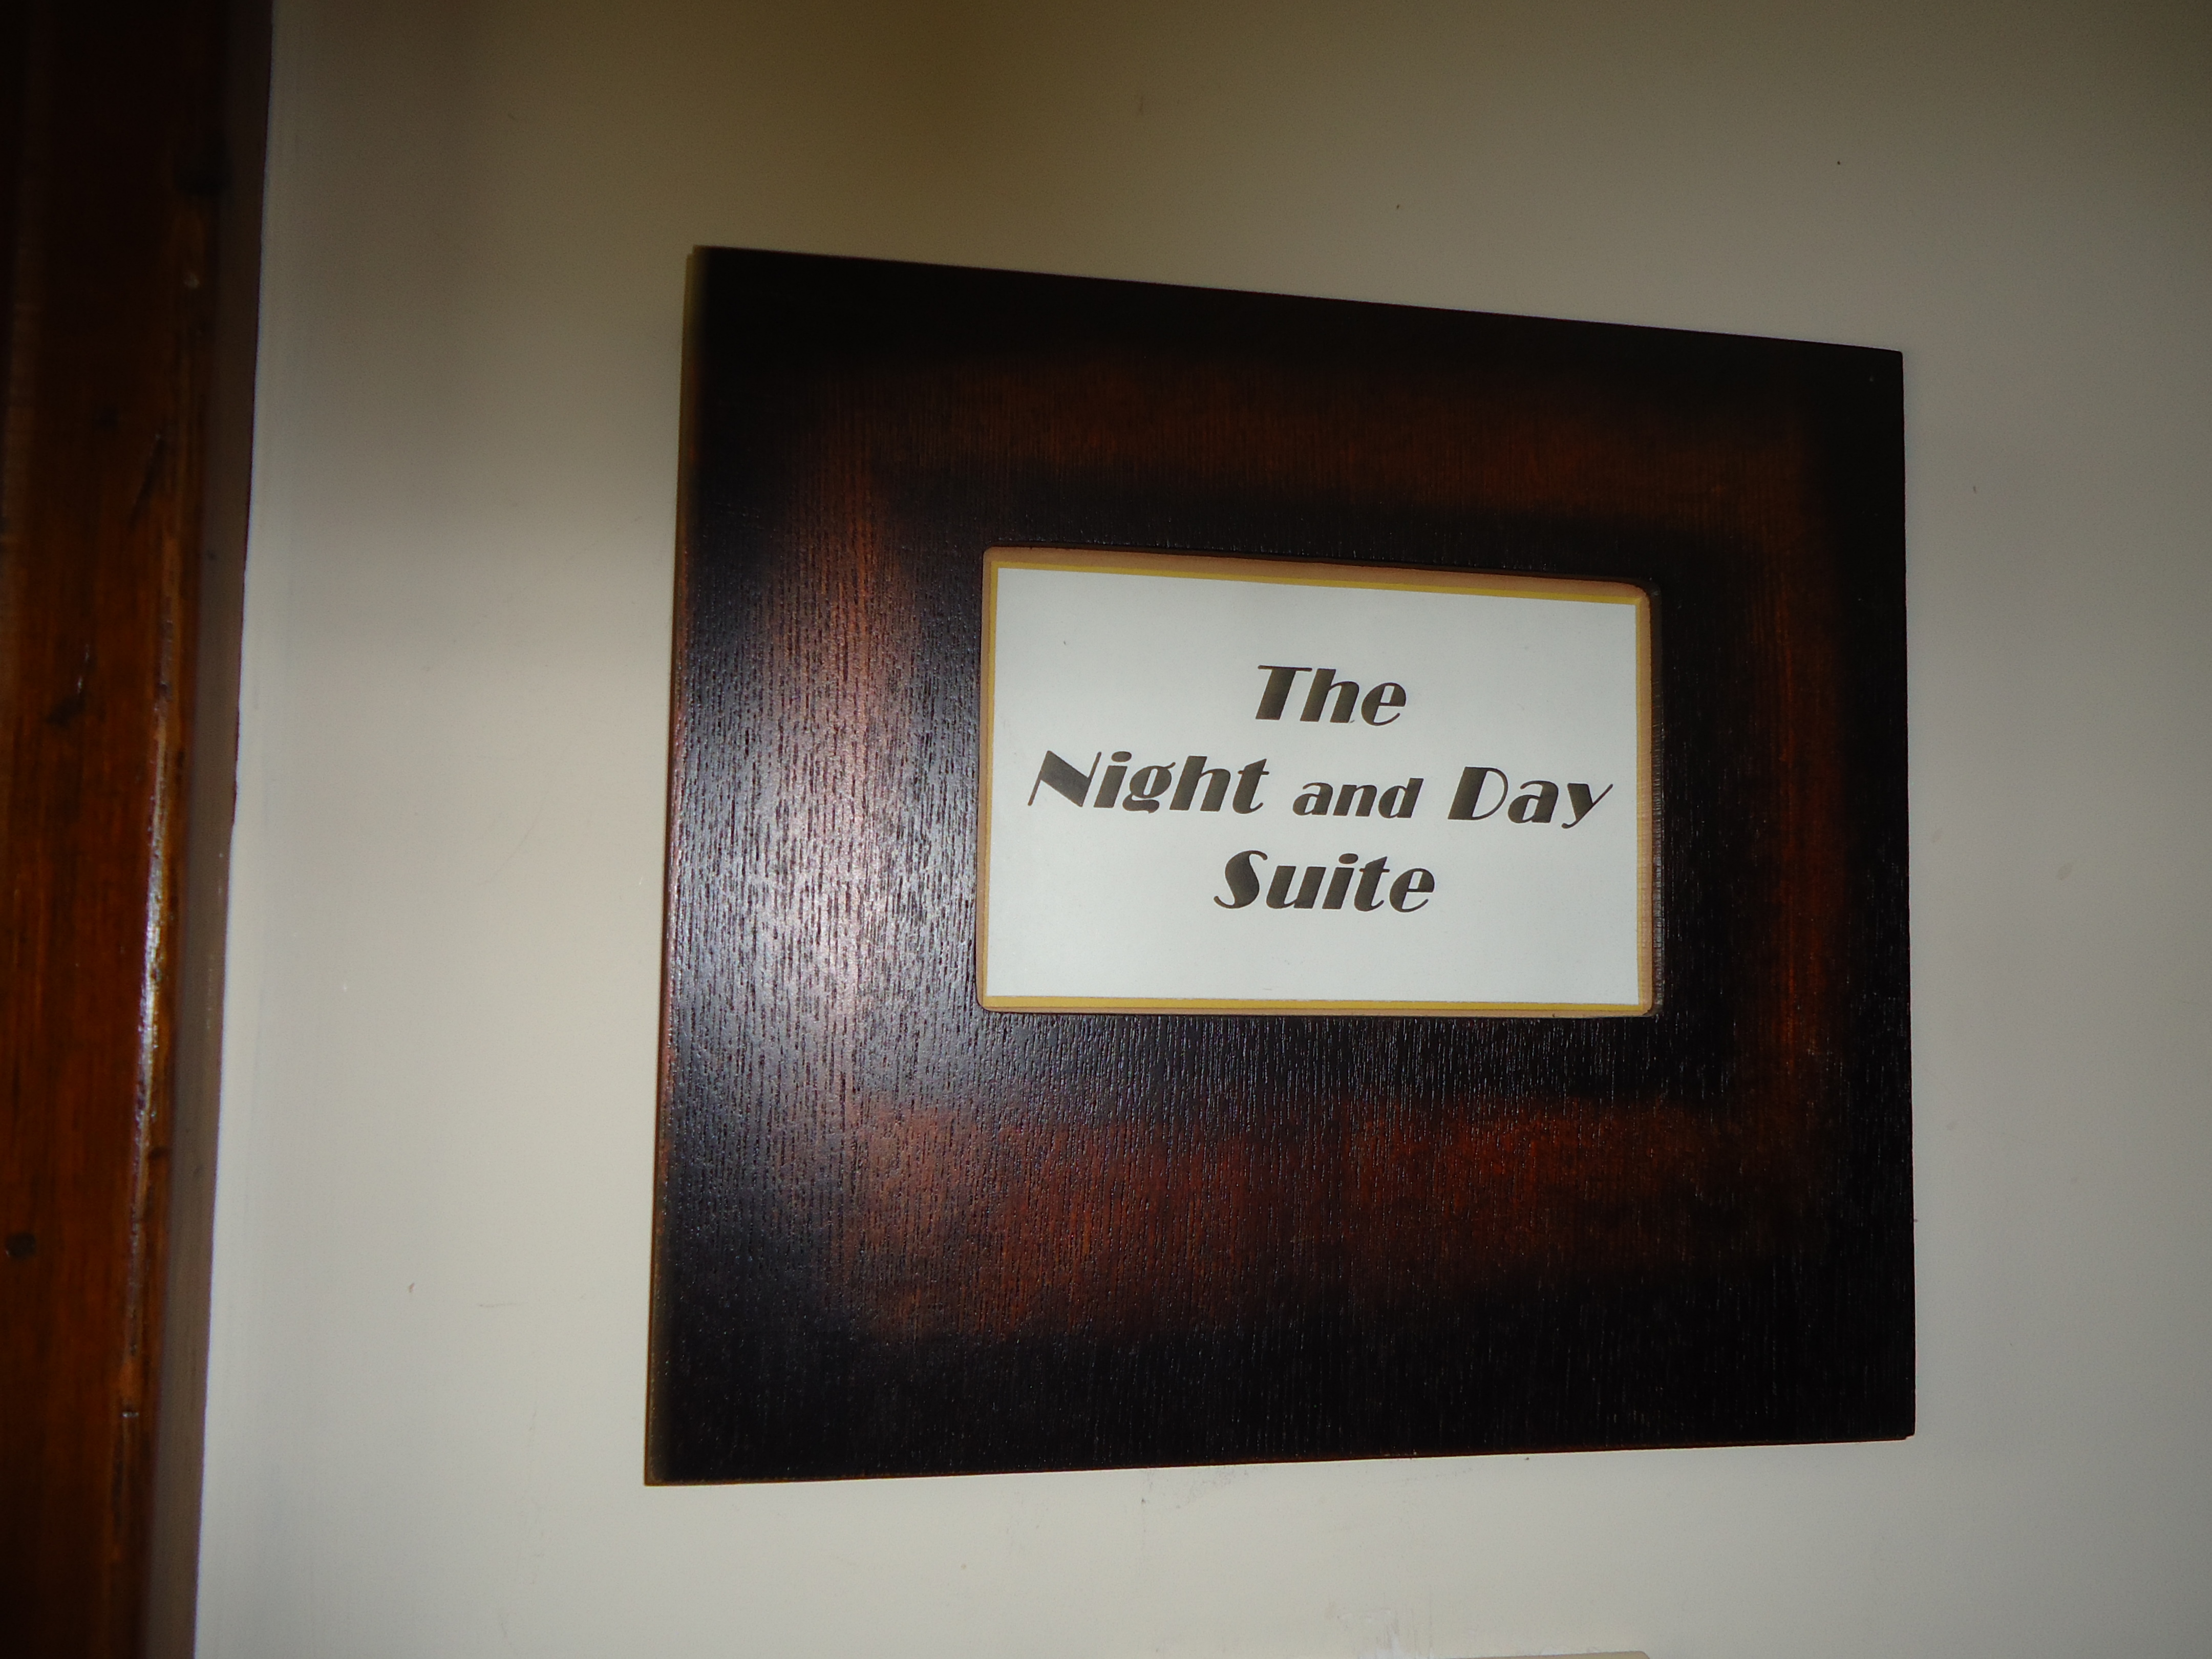 The
Night and Day
Suite